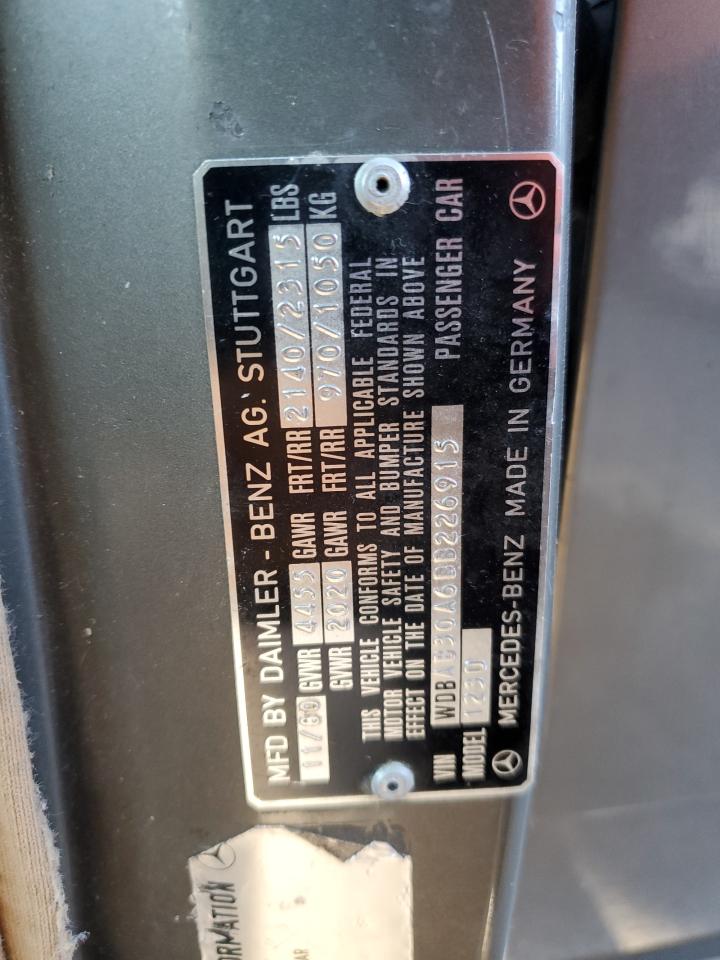 MFD BY DAIMLER - BENZ AG. STUTTGART
11/80 GVWR 4455 GAWR FRT/RR 2140/2315 LBS
GVWR 2020 GAWR FRT/RR 970/1050 KG
THIS VEHICLE CONFORMS TO ALL APPLICABLE FEDERAL
MOTOR VEHICLE SAFETY AND BUMPER STANDARDS IN
EFFECT ON THE DATE OF MANUFACTURE SHOWN ABOVE
VIN WDBAB30A6BB226915 PASSENGER CAR
MODEL 123D
MERCEDES-BENZ MADE IN GERMANY
ORMATION